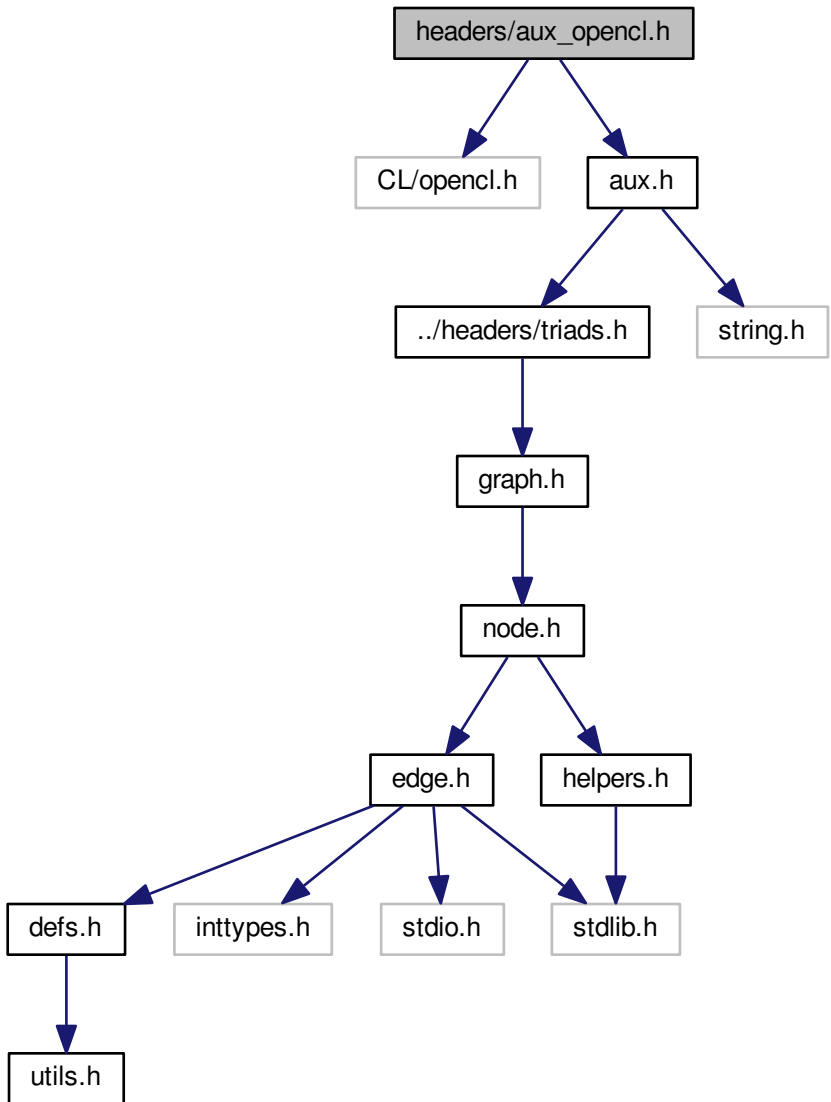 headers/aux_opencl.h
CL/opencl.h
aux.h
../headers/triads.h
string.h
graph.h
node.h
edge.h
helpers.h
defs.h
inttypes.h
stdio.h
stdlib.h
utils.h